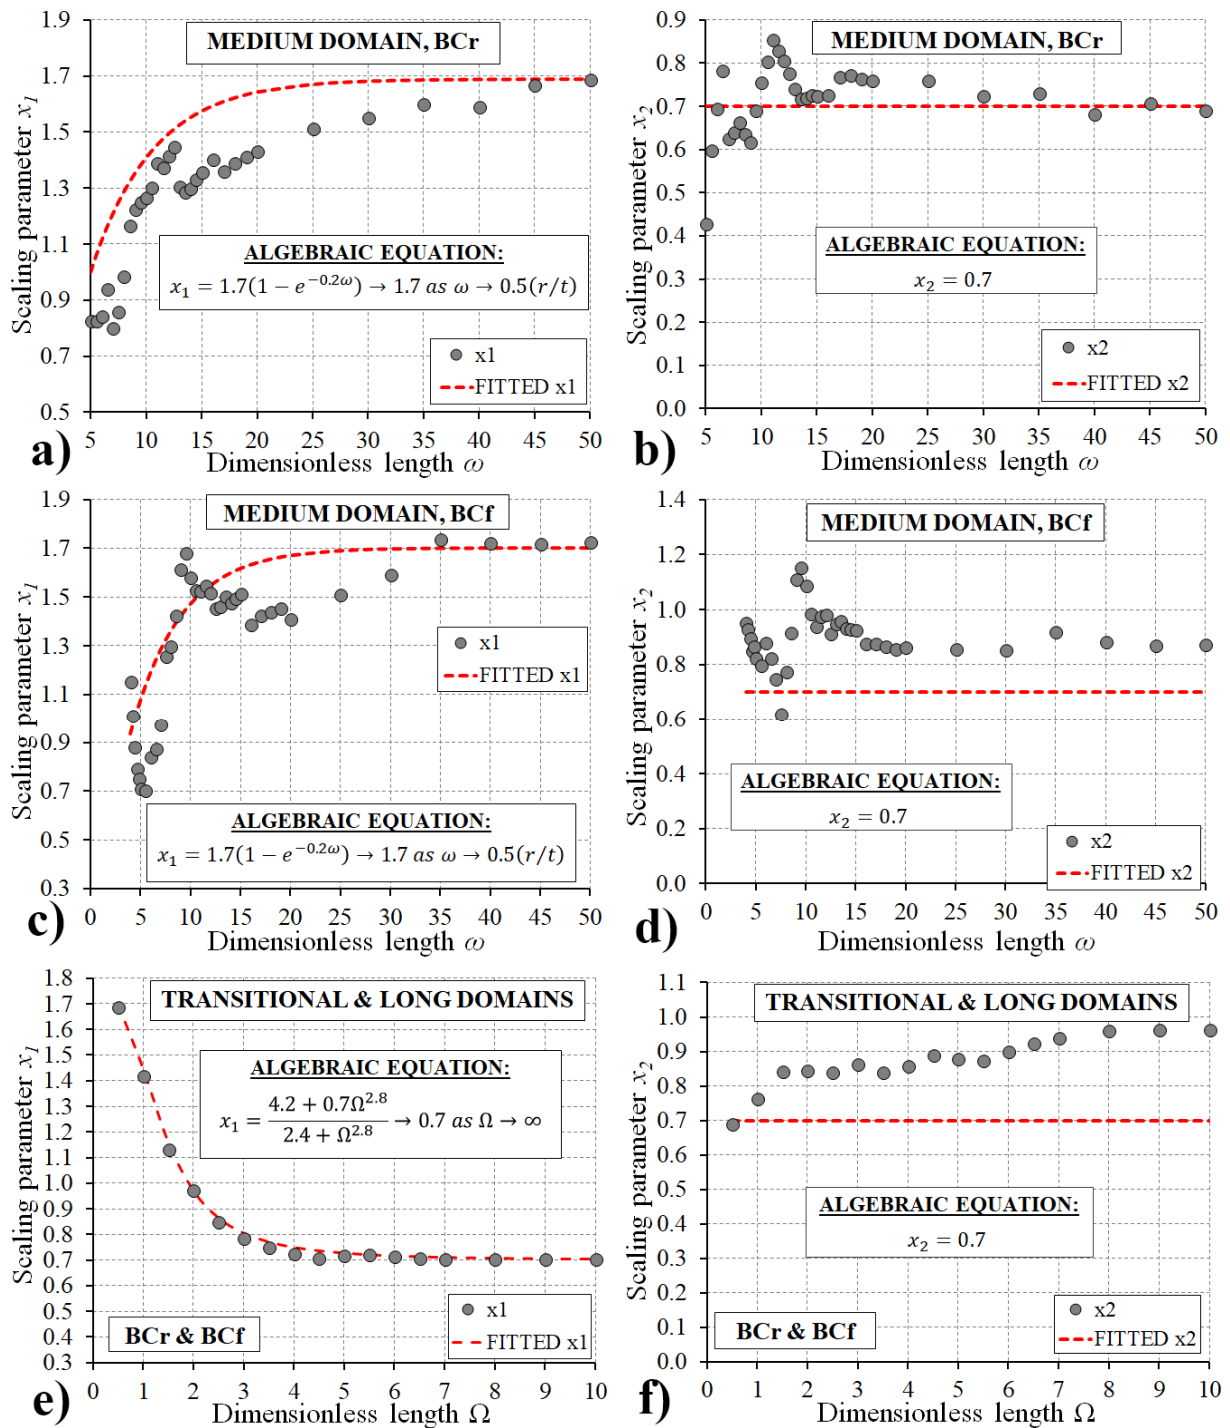 MEDIUM DOMAIN, BCr
Scaling parameter x₁
1.9
1.7
1.5
1.3
1.1
0.9
0.7
0.5
ALGEBRAIC EQUATION:
x₁ = 1.7(1 − e^{−0.2ω}) → 1.7 as ω → 0.5(r/t)
x1
FITTED x1
5 10 15 20 25 30 35 40 45 50
a)
Dimensionless length ω
MEDIUM DOMAIN, BCr
Scaling parameter x₂
0.9
0.8
0.7
0.6
0.5
0.4
0.3
0.2
0.1
0.0
ALGEBRAIC EQUATION:
x₂ = 0.7
x2
FITTED x2
5 10 15 20 25 30 35 40 45 50
b)
Dimensionless length ω
MEDIUM DOMAIN, BCf
Scaling parameter x₁
1.9
1.7
1.5
1.3
1.1
0.9
0.7
0.5
0.3
x1
FITTED x1
ALGEBRAIC EQUATION:
x₁ = 1.7(1 − e^{−0.2ω}) → 1.7 as ω → 0.5(r/t)
0 5 10 15 20 25 30 35 40 45 50
c)
Dimensionless length ω
MEDIUM DOMAIN, BCf
Scaling parameter x₂
1.4
1.2
1.0
0.8
0.6
0.4
0.2
0.0
ALGEBRAIC EQUATION:
x₂ = 0.7
x2
FITTED x2
0 5 10 15 20 25 30 35 40 45 50
d)
Dimensionless length ω
TRANSITIONAL & LONG DOMAINS
Scaling parameter x₁
1.8
1.7
1.6
1.5
1.4
1.3
1.2
1.1
1.0
0.9
0.8
0.7
0.6
0.5
0.4
0.3
ALGEBRAIC EQUATION:
x₁ = (4.2 + 0.7Ω^{2.8}) / (2.4 + Ω^{2.8}) → 0.7 as Ω → ∞
x1
FITTED x1
BCr & BCf
0 1 2 3 4 5 6 7 8 9 10
e)
Dimensionless length Ω
TRANSITIONAL & LONG DOMAINS
Scaling parameter x₂
1.1
1.0
0.9
0.8
0.7
0.6
0.5
0.4
0.3
0.2
0.1
0.0
ALGEBRAIC EQUATION:
x₂ = 0.7
x2
FITTED x2
BCr & BCf
0 1 2 3 4 5 6 7 8 9 10
f)
Dimensionless length Ω